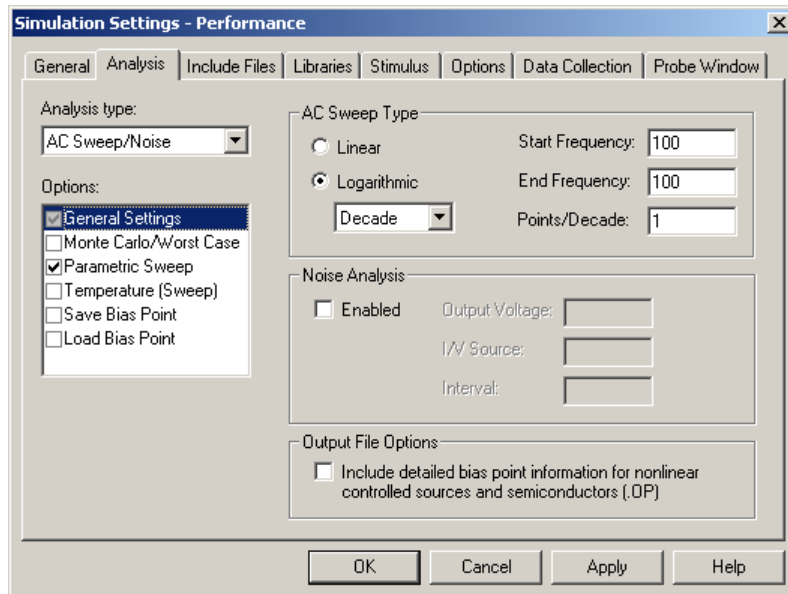 Simulation Settings - Performance
General Analysis Include Files Libraries Stimulus Options Data Collection Probe Window
Analysis type:
AC Sweep/Noise
Options:
General Settings
Monte Carlo/Worst Case
Parametric Sweep
Temperature (Sweep)
Save Bias Point
Load Bias Point
AC Sweep Type
Linear
Logarithmic
Decade
Start Frequency: 100
End Frequency: 100
Points/Decade: 1
Noise Analysis
Enabled
Output Voltage:
I/V Source:
Interval:
Output File Options
Include detailed bias point information for nonlinear
controlled sources and semiconductors (.OP)
OK Cancel Apply Help